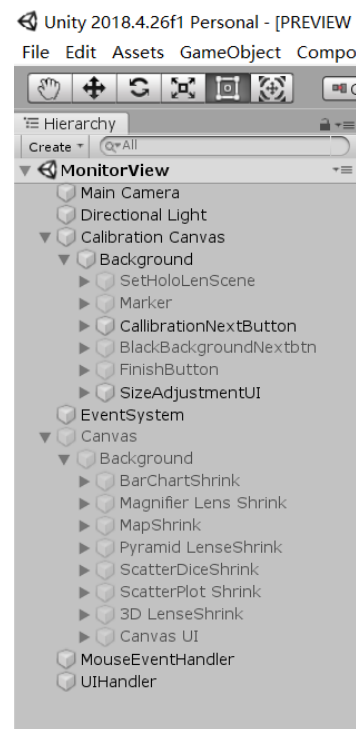 Unity 2018.4.26f1 Personal - [PREVIEW
File Edit Assets GameObject Compo
Hierarchy
Create All
MonitorView
Main Camera
Directional Light
Calibration Canvas
Background
SetHoloLenScene
Marker
CallibrationNextButton
BlackBackgroundNextbtn
FinishButton
SizeAdjustmentUI
EventSystem
Canvas
Background
BarChartShrink
Magnifier Lens Shrink
MapShrink
Pyramid LenseShrink
ScatterDiceShrink
ScatterPlot Shrink
3D LenseShrink
Canvas UI
MouseEventHandler
UIHandler